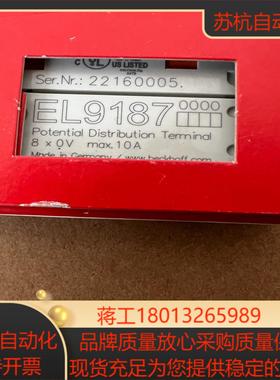 苏杭自动
c UL US LISTED
Ser.Nr.: 22160005.
EL9187 0000
Potential Distribution Terminal
8 x 0V max. 10A
Made in Germany / www.beckhoff.com
自动化
蒋工18013265989
品牌质量放心采购质量保
开票
现货充足为您提供稳定的